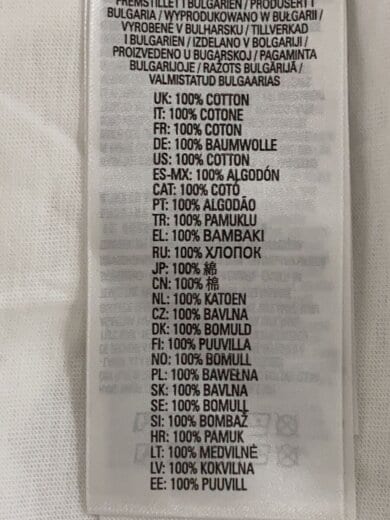 FREMSTILLET I BULGARIEN / PRODUSERT I
BULGARIA / WYPRODUKOWANO W BUŁGARII /
VYROBENÉ V BULHARSKU / TILLVERKAD
I BULGARIEN / IZDELANO V BOLGARIJI /
PROIZVEDENO U BUGARSKOJ / PAGAMINTA
BULGARIJOJE / RAŽOTS BULGĀRIJĀ /
VALMISTATUD BULGAARIAS
UK: 100% COTTON
IT: 100% COTONE
FR: 100% COTON
DE: 100% BAUMWOLLE
US: 100% COTTON
ES-MX: 100% ALGODÓN
CAT: 100% COTÓ
PT: 100% ALGODÃO
TR: 100% PAMUKLU
EL: 100% ΒΑΜΒΑΚΙ
RU: 100% ХЛОПОК
JP: 100% 綿
CN: 100% 棉
NL: 100% KATOEN
CZ: 100% BAVLNA
DK: 100% BOMULD
FI: 100% PUUVILLA
NO: 100% BOMULL
PL: 100% BAWEŁNA
SK: 100% BAVLNA
SE: 100% BOMULL
SI: 100% BOMBAŽ
HR: 100% PAMUK
LT: 100% MEDVILNĖ
LV: 100% KOKVILNA
EE: 100% PUUVILL